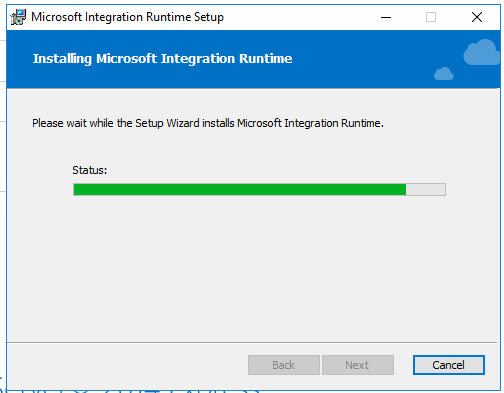 Microsoft Integration Runtime Setup
Installing Microsoft Integration Runtime
Please wait while the Setup Wizard installs Microsoft Integration Runtime.
Status:
Back
Next
Cancel